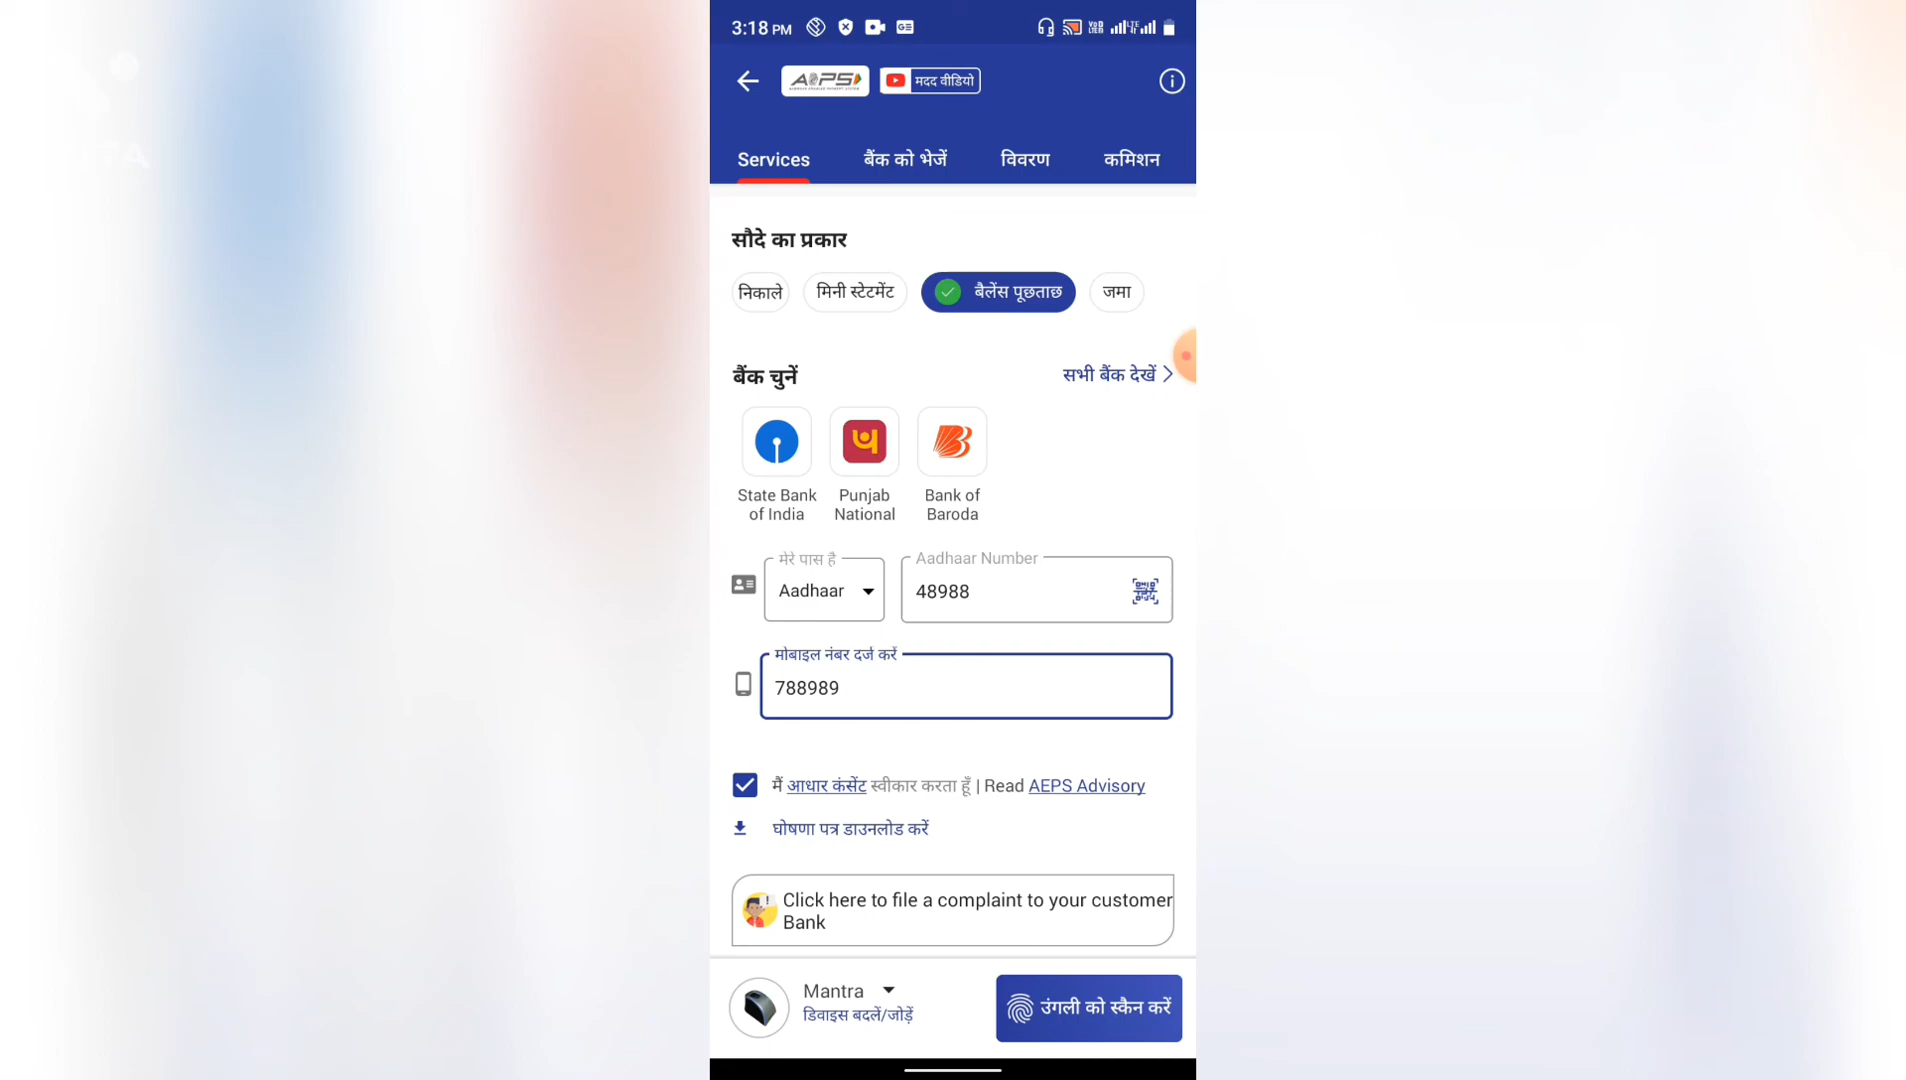 3:18 PM
AePS
मदद वीडियो
Services
बैंक को भेजें
विवरण
कमिशन
सौदे का प्रकार
निकाले
मिनी स्टेटमेंट
बैलेंस पूछताछ
जमा
बैंक चुनें
सभी बैंक देखें
State Bank
of India
Punjab
National
Bank of
Baroda
मेरे पास है
Aadhaar
Aadhaar Number
48988
मोबाइल नंबर दर्ज करें
788989
मैं आधार कंसेंट स्वीकार करता हूँ | Read AEPS Advisory
घोषणा पत्र डाउनलोड करें
Click here to file a complaint to your customer
Bank
Mantra
डिवाइस बदलें/जोड़ें
उंगली को स्कैन करें